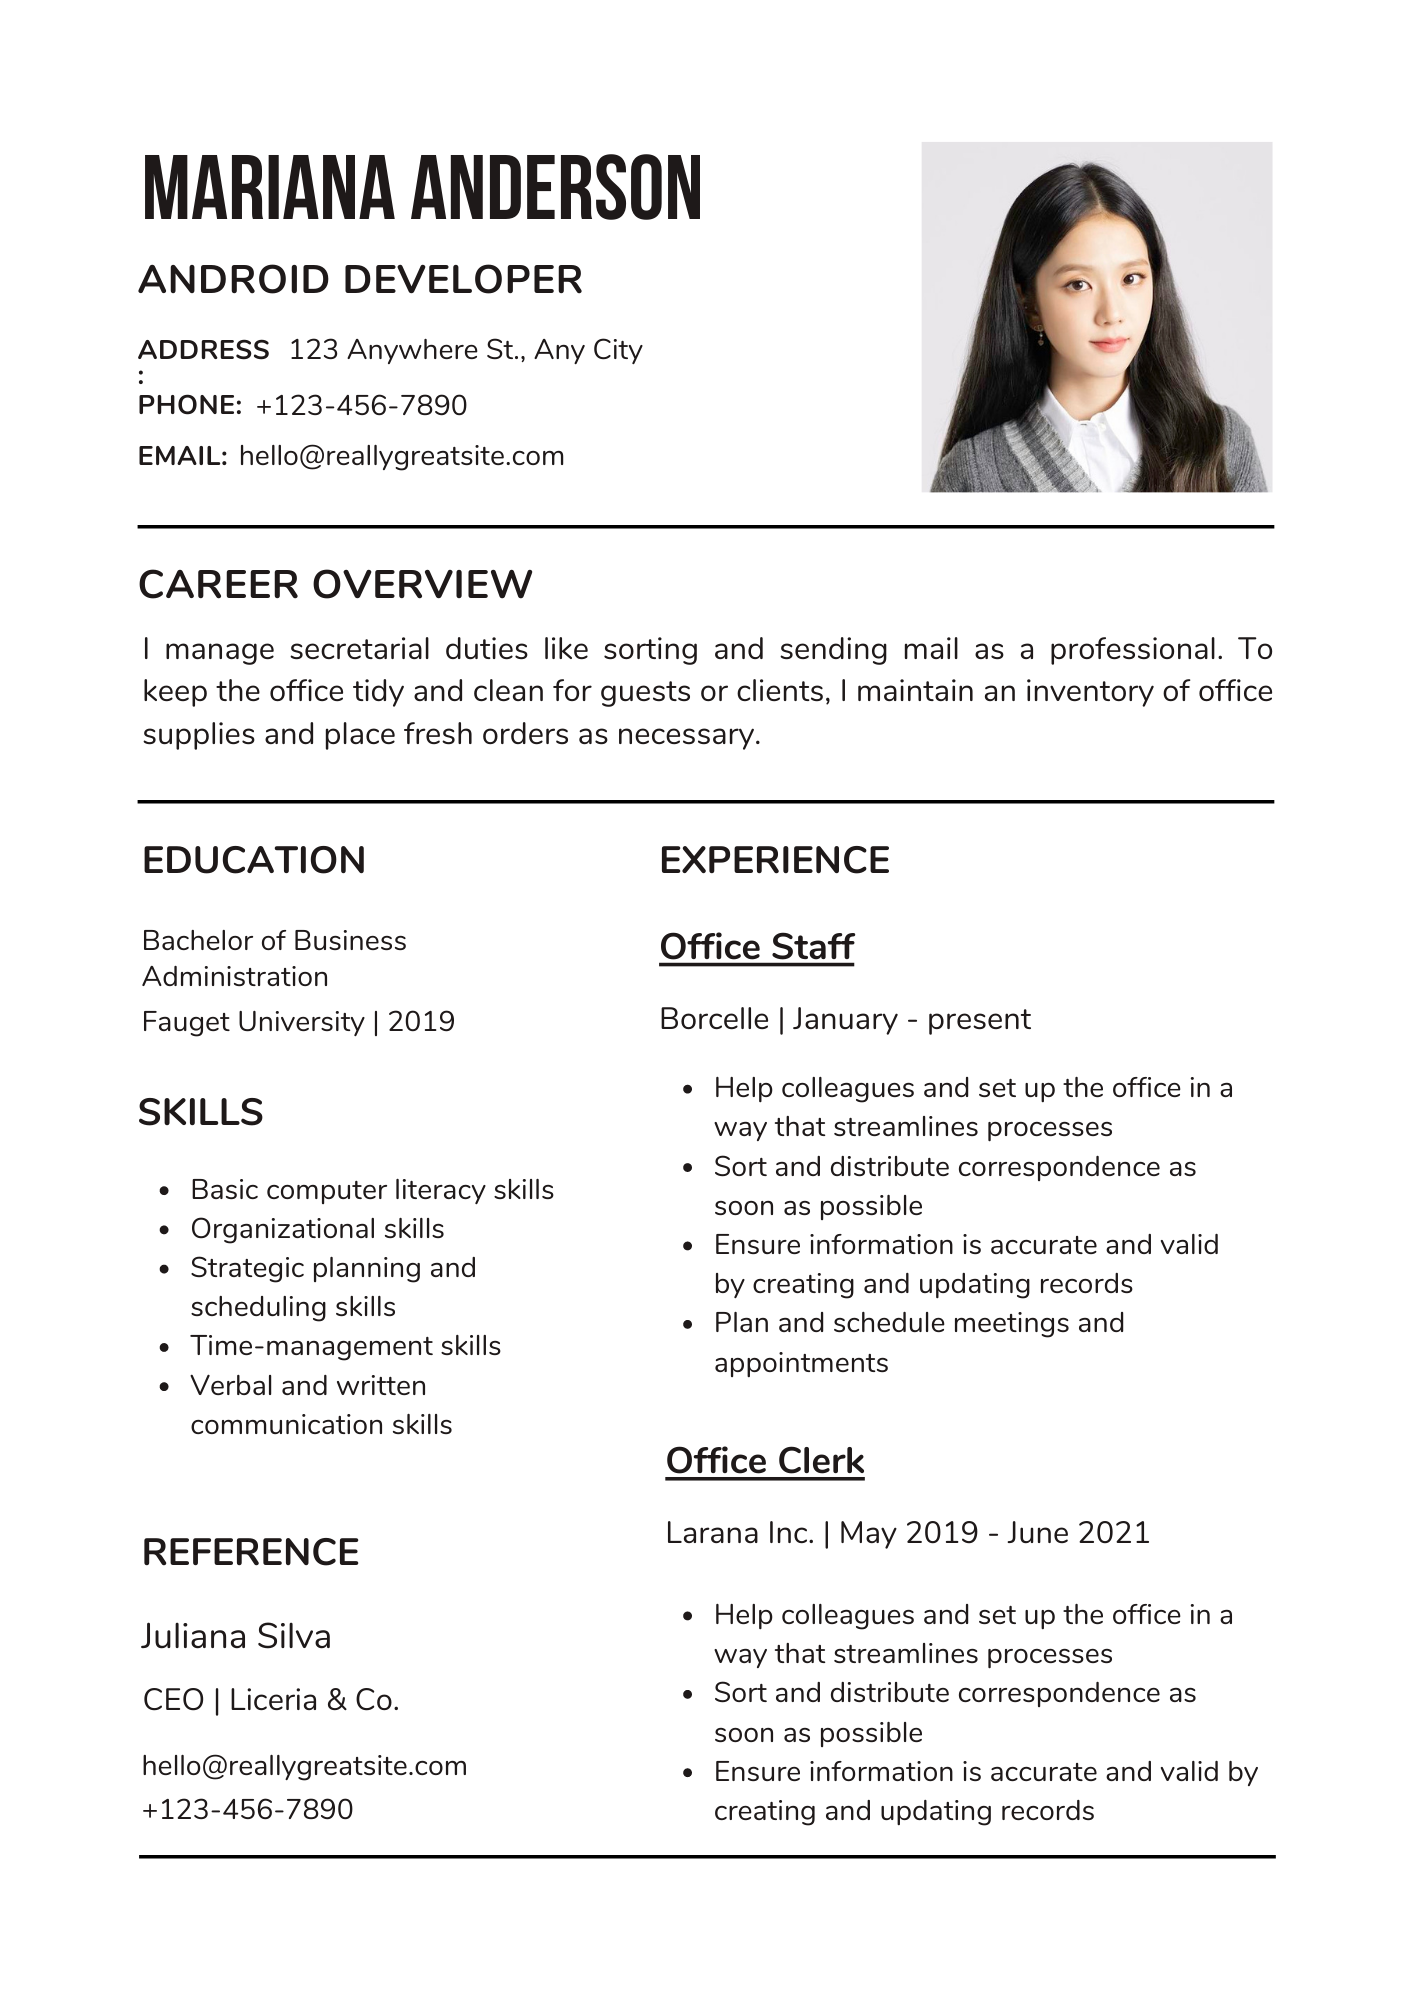 MARIANA ANDERSON
ANDROID DEVELOPER
ADDRESS 123 Anywhere St., Any City
:
PHONE: +123-456-7890
EMAIL: hello@reallygreatsite.com
CAREER OVERVIEW
I manage secretarial duties like sorting and sending mail as a professional. To
keep the office tidy and clean for guests or clients, I maintain an inventory of office
supplies and place fresh orders as necessary.
EDUCATION
Bachelor of Business
Administration
Fauget University | 2019
SKILLS
• Basic computer literacy skills
• Organizational skills
• Strategic planning and
scheduling skills
• Time-management skills
• Verbal and written
communication skills
REFERENCE
Juliana Silva
CEO | Liceria & Co.
hello@reallygreatsite.com
+123-456-7890
EXPERIENCE
Office Staff
Borcelle | January - present
• Help colleagues and set up the office in a
way that streamlines processes
• Sort and distribute correspondence as
soon as possible
• Ensure information is accurate and valid
by creating and updating records
• Plan and schedule meetings and
appointments
Office Clerk
Larana Inc. | May 2019 - June 2021
• Help colleagues and set up the office in a
way that streamlines processes
• Sort and distribute correspondence as
soon as possible
• Ensure information is accurate and valid by
creating and updating records